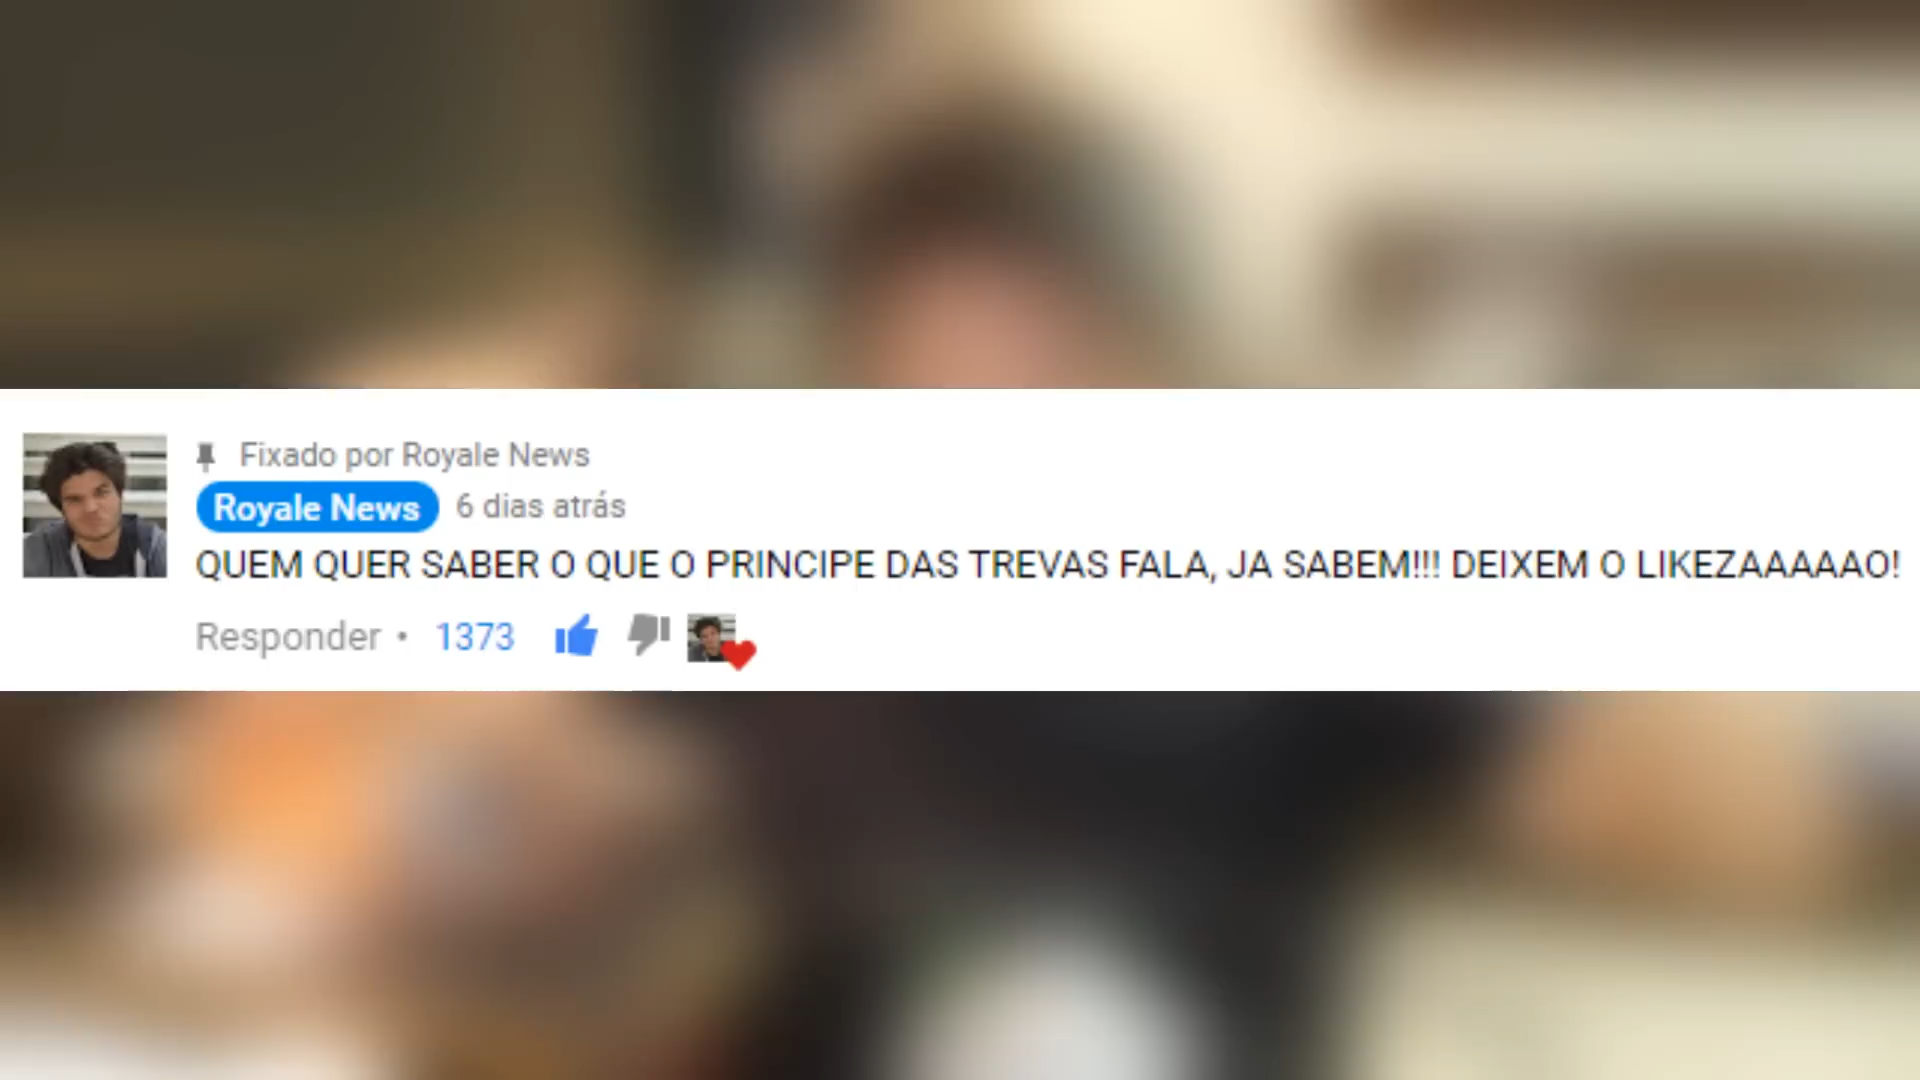 Fixado por Royale News
Royale News 6 dias atrás
QUEM QUER SABER O QUE O PRINCIPE DAS TREVAS FALA, JA SABEM!!! DEIXEM O LIKEZAAAAAO!
Responder • 1373